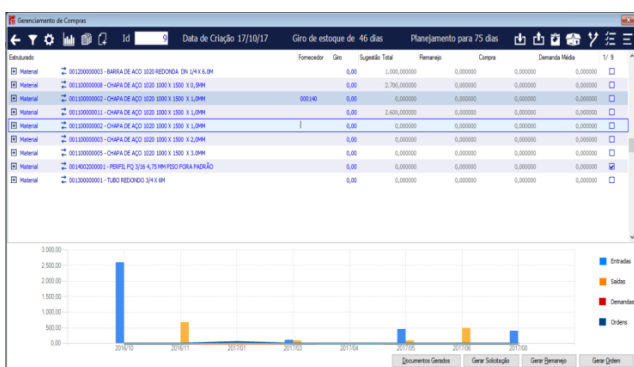 Gerenciamento de Compras
Id 9 Data de Criação 17/10/17 Giro de estoque de 46 dias Planejamento para 75 dias
Estruturado Fornecedor Giro Sugestão Total Remanejo Compra Demanda Média 1/ 9
Material 001200000003 - BARRA DE ACO 1020 REDONDA DN 1/4 X 6.0M 0,00 1.000,000000 0,000000 0,000000 0,000000
Material 001100000008 - CHAPA DE AÇO 1020 1000 X 1500 X 0,9MM 0,00 2.700,000000 0,000000 0,000000 0,000000
Material 001100000002 - CHAPA DE AÇO 1020 1000 X 1500 X 1,0MM 000140 0,00 0,000000 0,000000 0,000000 0,000000
Material 001100000011 - CHAPA DE AÇO 1020 1000 X 1500 X 1,2MM 0,00 2.600,000000 0,000000 0,000000 0,000000
Material 001100000002 - CHAPA DE AÇO 1020 1000 X 1500 X 1,0MM 0,00 0,000000 0,000000 0,000000 0,000000
Material 001100000003 - CHAPA DE AÇO 1020 1000 X 1500 X 2,0MM 0,00 0,000000 0,000000 0,000000 0,000000
Material 001100000005 - CHAPA DE AÇO 1020 1000 X 1500 X 3.0MM 0,00 0,000000 0,000000 0,000000 0,000000
Material 001400200001 - PERFIL FQ 3/16 4,75 MM PISO FORA PADRÃO 0,00 0,000000 0,000000 0,000000 0,000000
Material 001300000001 - TUBO REDONDO 3/4 X 6M 0,00 0,000000 0,000000 0,000000 0,000000
3.000,00
2.500,00
2.000,00
1.500,00
1.000,00
500,00
0,00
2016/10 2016/11 2017/01 2017/03 2017/04 2017/05 2017/06 2017/08
Entradas
Saídas
Demandas
Ordens
Documentos Gerados Gerar Solicitação Gerar Remanejo Gerar Ordem